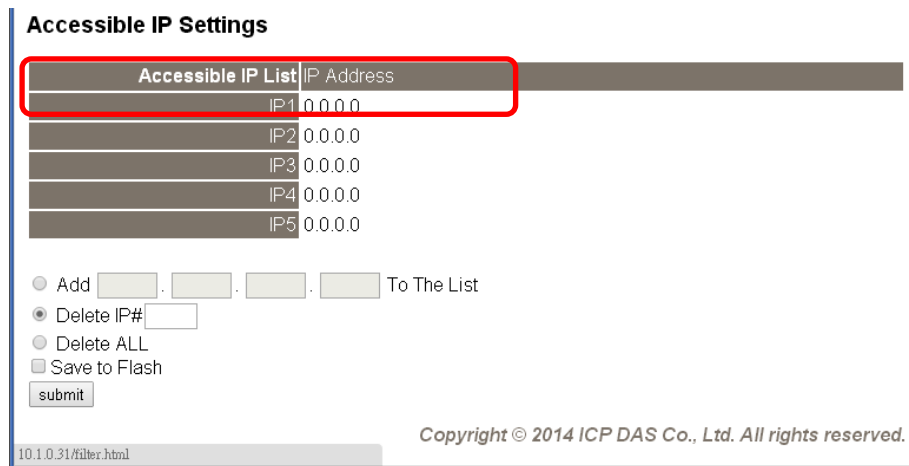 Accessible IP Settings
Accessible IP List IP Address
IP1 0.0.0.0
IP2 0.0.0.0
IP3 0.0.0.0
IP4 0.0.0.0
IP5 0.0.0.0
Add . . . To The List
Delete IP#
Delete ALL
Save to Flash
submit
Copyright © 2014 ICP DAS Co., Ltd. All rights reserved.
10.1.0.31/filter.html